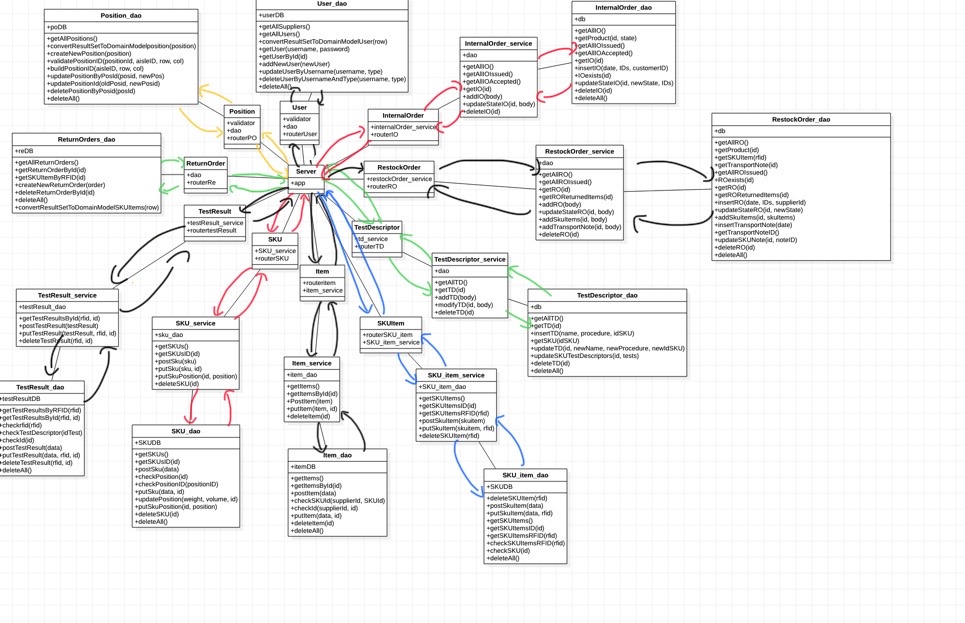 Position_dao
+poDB
+getAllPositions()
+convertResultSetToDomainModelposition(position)
+createNewPosition(position)
+validatePositionID(positionId, aisleID, row, col)
+buildPositionID(aisleID, row, col)
+updatePositionByPosId(posid, newPos)
+updatePositionId(oldPosid, newPosid)
+deletePositionByPosid(posId)
+deleteAll()
User_dao
+userDB
+getAllSuppliers()
+getAllUsers()
+convertResultSetToDomainModelUser(row)
+getUser(username, password)
+getUserById(id)
+addNewUser(newUser)
+updateUserByUsername(username, type)
+deleteUserByUsernameAndType(username, type)
+deleteAll()
InternalOrder_service
+dao
+getAllIO()
+getAllIOIssued()
+getAllIOAccepted()
+getIO(id)
+addIO(body)
+updateStateIO(id, body)
+deleteIO(id)
InternalOrder_dao
+db
+getAllIO()
+getProduct(id, state)
+getAllIOIssued()
+getAllIOAccepted()
+getIO(id)
+insertIO(date, IDs, customerID)
+IOexists(id)
+updateStateIO(id, newState, IDs)
+deleteIO(id)
+deleteAll()
Position
+validator
+dao
+routerPO
User
+validator
+dao
+routerUser
InternalOrder
+internalOrder_service
+routerIO
ReturnOrders_dao
+reDB
+getAllReturnOrders()
+getReturnOrderById(id)
+getSKUItemByRFID(id)
+createNewReturnOrder(order)
+deleteReturnOrderById(id)
+deleteAll()
+convertResultSetToDomainModelSKUItems(row)
ReturnOrder
+dao
+routerRe
Server
+app
RestockOrder
+restockOrder_service
+routerRO
RestockOrder_service
+dao
+getAllRO()
+getAllROIssued()
+getRO(id)
+getROReturnedItems(id)
+addRO(body)
+updateStateRO(id, body)
+addSkuItems(id, body)
+addTransportNote(id, body)
+deleteRO(id)
RestockOrder_dao
+db
+getAllRO()
+getProduct(id)
+getSKUItem(rfid)
+getTransportNote(id)
+getAllROIssued()
+ROexists(id)
+getRO(id)
+getROReturnedItems(id)
+insertRO(date, IDs, supplierID)
+updateStateRO(id, newState)
+addSkuItems(id, skuItems)
+insertTransportNote(date)
+getTransportNoteID()
+updateSKUNote(id, noteID)
+deleteRO(id)
+deleteAll()
TestResult
+testResult_service
+routertestResult
SKU
+SKU_service
+routerSKU
Item
+routeritem
+item_service
TestDescriptor
+td_service
+routerTD
TestDescriptor_service
+dao
+getAllTD()
+getTD(id)
+addTD(body)
+modifyTD(id, body)
+deleteTD(id)
TestDescriptor_dao
+db
+getAllTD()
+getTD(id)
+insertTD(name, procedure, idSKU)
+getSKU(idSKU)
+updateTD(id, newName, newProcedure, newIdSKU)
+updateSKUTestDescriptors(id, tests)
+deleteTD(id)
+deleteAll()
TestResult_service
+testResult_dao
+getTestResultsById(rfid, id)
+postTestResult(testResult)
+putTestResult(testResult, rfid, id)
+deleteTestResult(rfid, id)
SKU_service
+sku_dao
+getSKUs()
+getSKUSID(id)
+postSku(sku)
+putSku(sku, id)
+putSkuPosition(id, position)
+deleteSKU(id)
SKUItem
+routerSKU_item
+SKU_item_service
Item_service
+item_dao
+getItems()
+getItemsById(id)
+PostItem(item)
+putItem(item, id)
+deleteItem(id)
SKU_item_service
+SKU_item_dao
+getSKUItems()
+getSKUItemsID(id)
+getSKUItemsRFID(rfid)
+postSkuItem(skuitem)
+putSkuItem(skuitem, rfid)
+deleteSKUItem(rfid)
TestResult_dao
+testResultDB
+getTestResultsByRFID(rfid)
+getTestResultsById(rfid, id)
+checkrfid(rfid)
+checkTestDescriptor(idTest)
+checkId(id)
+postTestResult(data)
+putTestResult(data, rfid, id)
+deleteTestResult(rfid, id)
+deleteAll()
SKU_dao
+SKUDB
+getSKUs()
+getSKUSID(id)
+postSku(data)
+checkPosition(id)
+checkPositionID(positionID)
+putSku(data, id)
+updatePosition(weight, volume, id)
+putSkuPosition(id, position)
+deleteSKU(id)
+deleteAll()
Item_dao
+itemDB
+getItems()
+getItemsById(id)
+postItem(data)
+checkSKUId(supplierId, SKUId)
+checkId(supplierid, id)
+putItem(data, id)
+deleteItem(id)
+deleteAll()
SKU_item_dao
+SKUDB
+deleteSKUItem(rfid)
+postSkuItem(data)
+putSkuItem(data, rfid)
+getSKUItems()
+getSKUItemsID(id)
+getSKUItemsRFID(rfid)
+checkSKUItemsRFID(rfid)
+checkSKU(id)
+deleteAll()